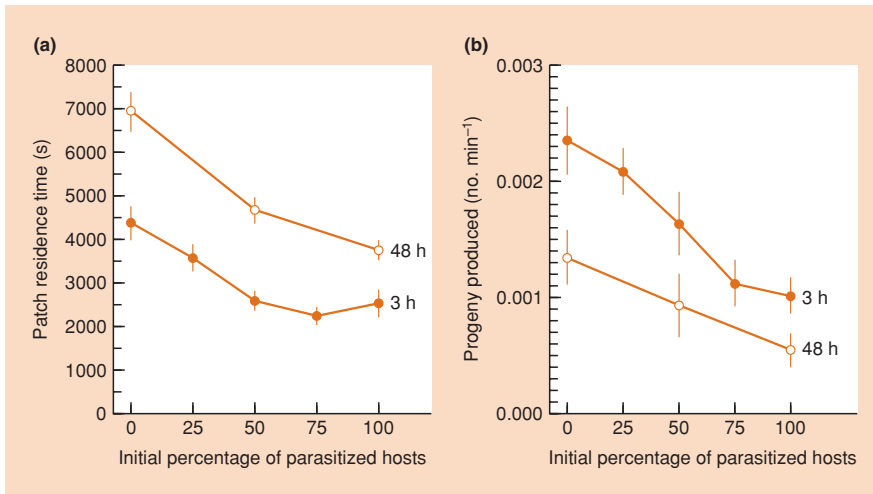 (a)
8000
7000
6000
5000
4000
3000
2000
1000
0
Patch residence time (s)
48 h
3 h
0 25 50 75 100
Initial percentage of parasitized hosts
(b)
0.003
0.002
0.001
0.000
Progeny produced (no. min⁻¹)
3 h
48 h
0 25 50 75 100
Initial percentage of parasitized hosts